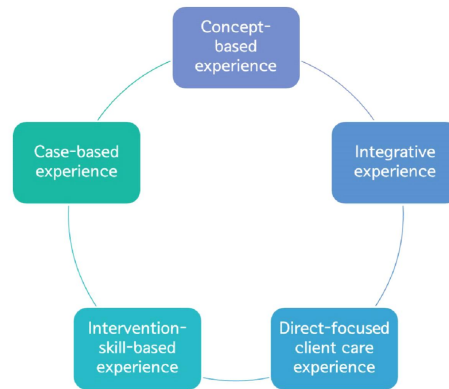 Concept-
based
experience
Case-based
experience
Integrative
experience
Intervention-
skill-based
experience
Direct-focused
client care
experience